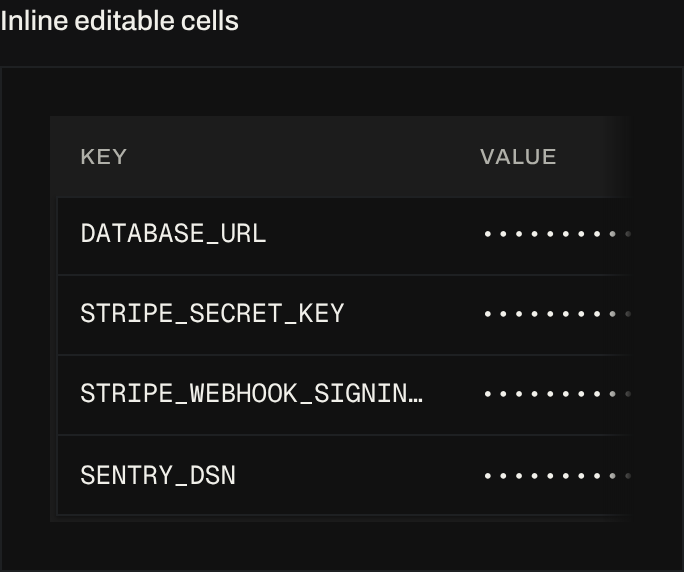 Inline editable cells
KEY VALUE
DATABASE_URL ••••••••••
STRIPE_SECRET_KEY ••••••••••
STRIPE_WEBHOOK_SIGNIN… ••••••••••
SENTRY_DSN ••••••••••